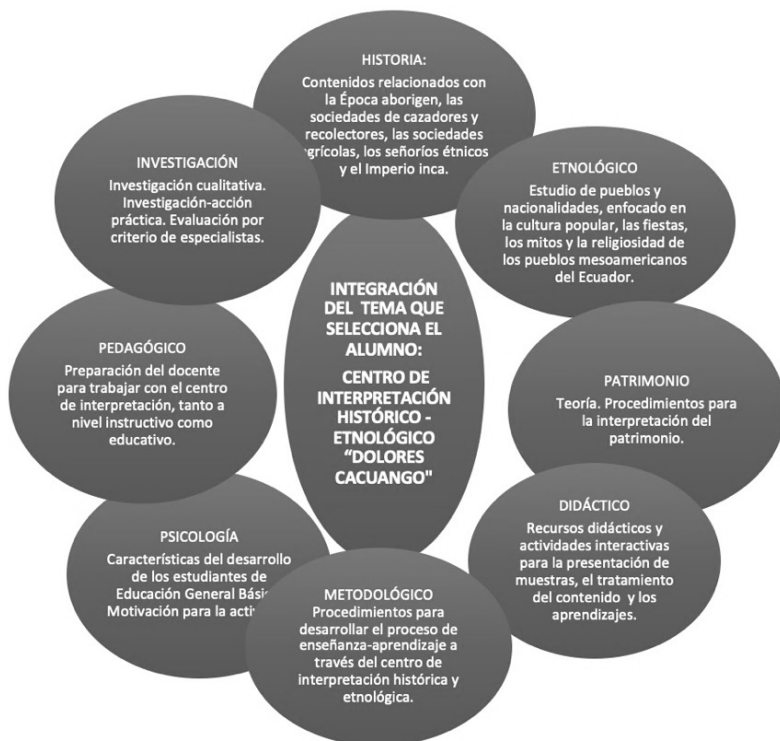 HISTORIA:
Contenidos relacionados con
la Época aborigen, las
sociedades de cazadores y
recolectores, las sociedades
grícolas, los señoríos étnicos
y el Imperio inca.
ETNOLÓGICO
Estudio de pueblos y
nacionalidades, enfocado en
la cultura popular, las fiestas,
los mitos y la religiosidad de
los pueblos mesoamericanos
del Ecuador.
PATRIMONIO
Teoría. Procedimientos para
la interpretación del
patrimonio.
DIDÁCTICO
Recursos didácticos y
actividades interactivas
para la presentación de
muestras, el tratamiento
del contenido y los
aprendizajes.
METODOLÓGICO
Procedimientos para
desarrollar el proceso de
enseñanza-aprendizaje a
través del centro de
interpretación histórica y
etnológica.
PSICOLOGÍA
Características del desarrollo
de los estudiantes de
Educación General Básic
Motivación para la acti
PEDAGÓGICO
Preparación del docente
para trabajar con el centro
de interpretación, tanto a
nivel instructivo como
educativo.
INVESTIGACIÓN
Investigación cualitativa.
Investigación-acción
práctica. Evaluación por
criterio de especialistas.
INTEGRACIÓN
DEL TEMA QUE
SELECCIONA EL
ALUMNO:
CENTRO DE
INTERPRETACIÓN
HISTÓRICO -
ETNOLÓGICO
“DOLORES
CACUANGO"